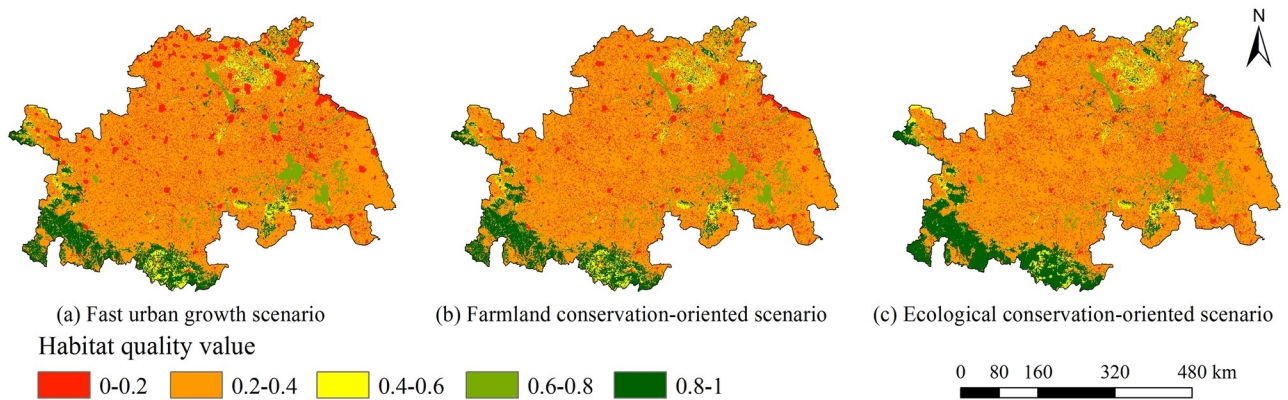 N
(a) Fast urban growth scenario
(b) Farmland conservation-oriented scenario
(c) Ecological conservation-oriented scenario
Habitat quality value
0-0.2 0.2-0.4 0.4-0.6 0.6-0.8 0.8-1
0 80 160 320 480 km